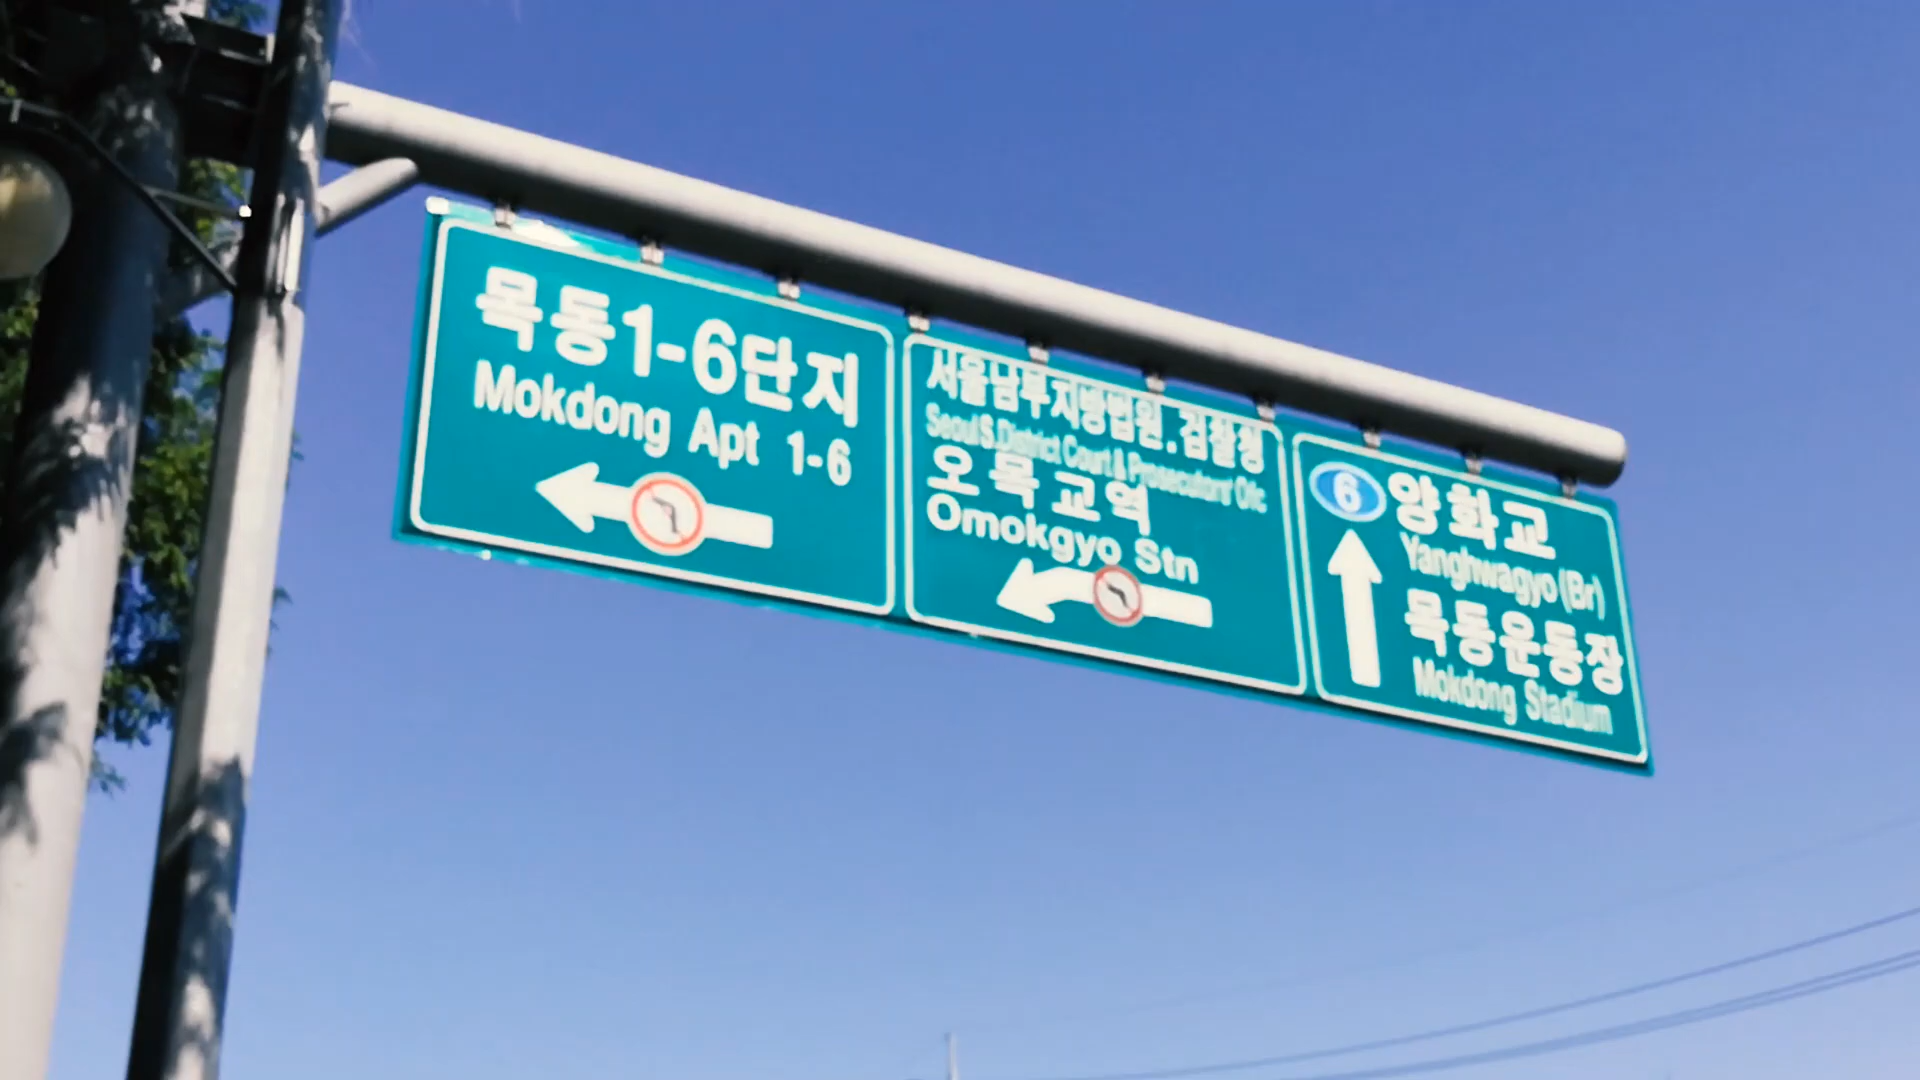 목동1-6단지
Mokdong Apt 1-6
서울남부지방법원.검찰청
Seoul S.District Court & Prosecutors' Ofc
오목교역
Omokgyo Stn
6 양화교
Yanghwagyo(Br)
목동운동장
Mokdong Stadium